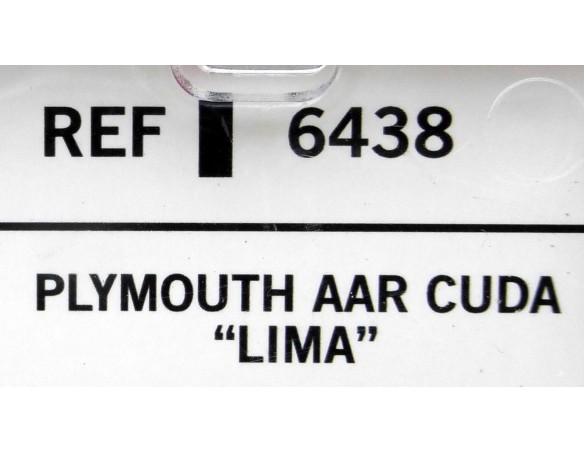 REF 6438
PLYMOUTH AAR CUDA
“LIMA”